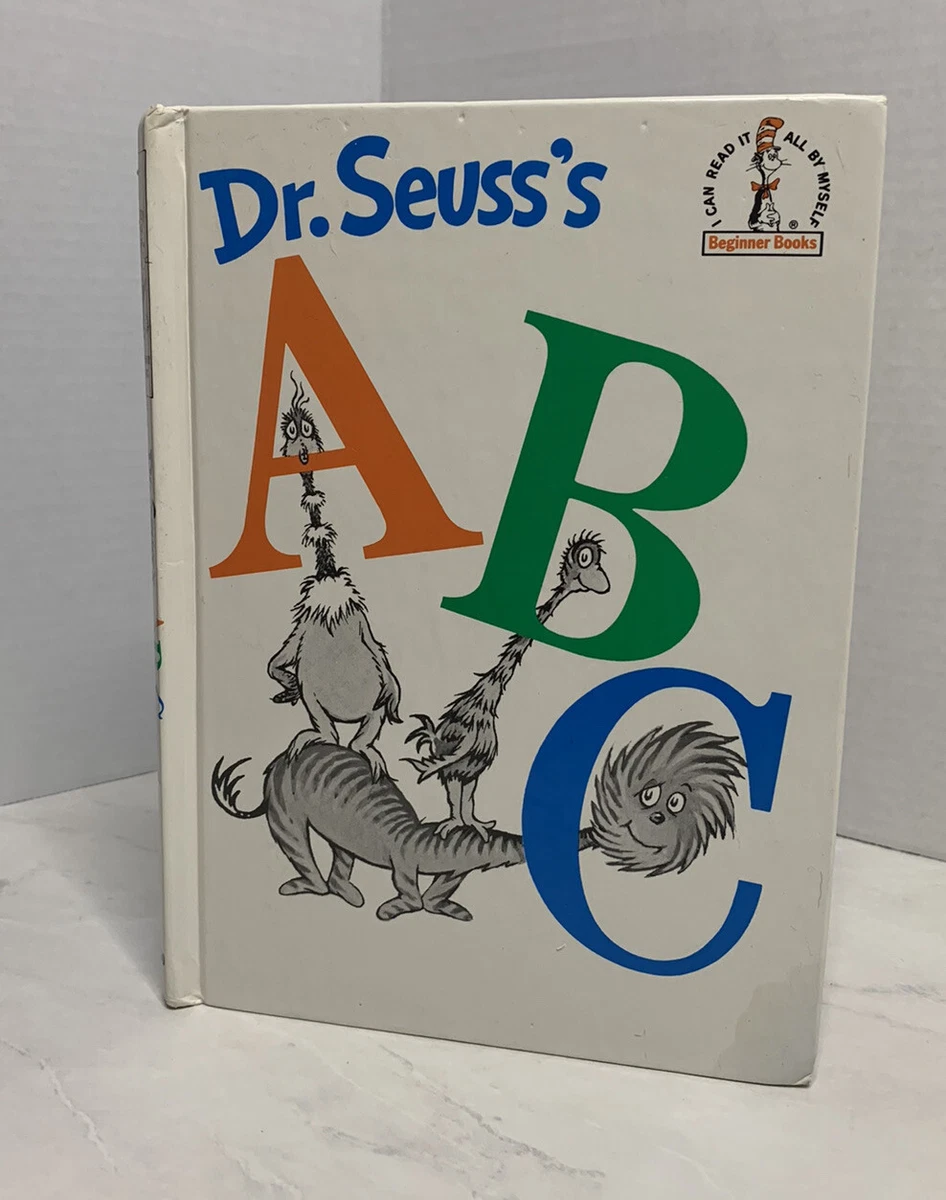 Dr. Seuss's
I CAN READ IT ALL BY MYSELF
®
Beginner Books
A
B
C